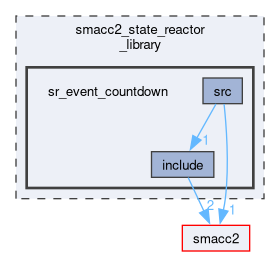 smacc2_state_reactor
_library
sr_event_countdown
src
1
include
2
1
smacc2